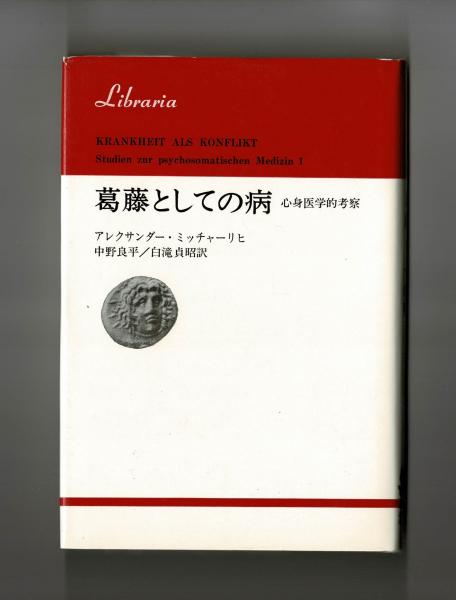 Libraria
KRANKHEIT ALS KONFLIKT
Studien zur psychosomatischen Medizin 1
葛藤としての病 心身医学的考察
アレクサンダー・ミッチャーリヒ
中野良平/白滝貞昭訳